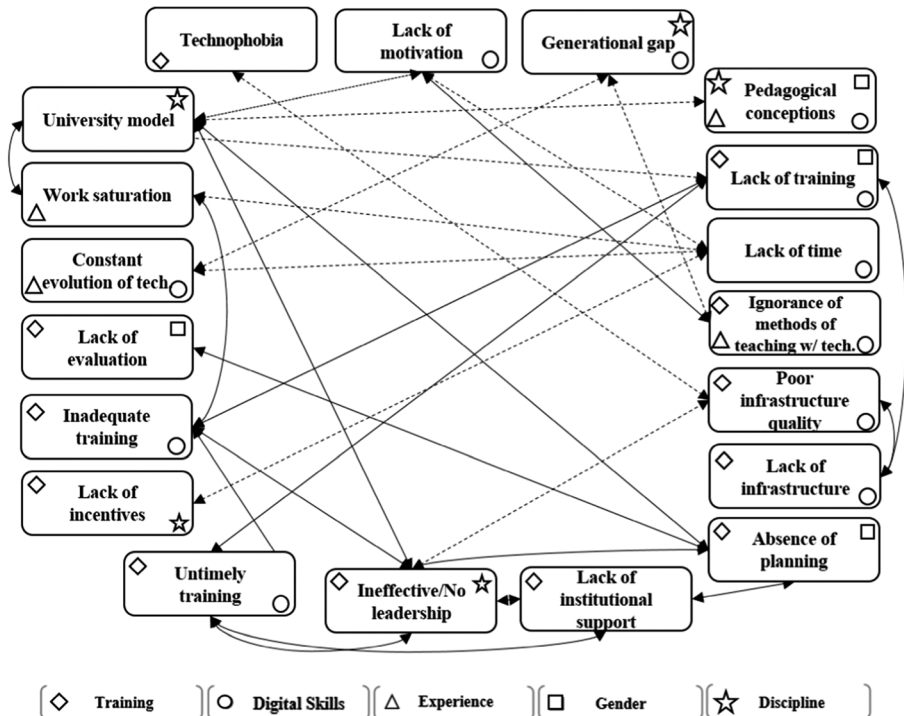 Technophobia
Lack of
motivation
Generational gap
Pedagogical
conceptions
University model
Lack of training
Work saturation
Lack of time
Constant
evolution of tech.
Ignorance of
methods of
teaching w/ tech.
Lack of
evaluation
Poor
infrastructure
quality
Inadequate
training
Lack of
infrastructure
Lack of
incentives
Absence of
planning
Untimely
training
Ineffective/No
leadership
Lack of
institutional
support
Training
Digital Skills
Experience
Gender
Discipline